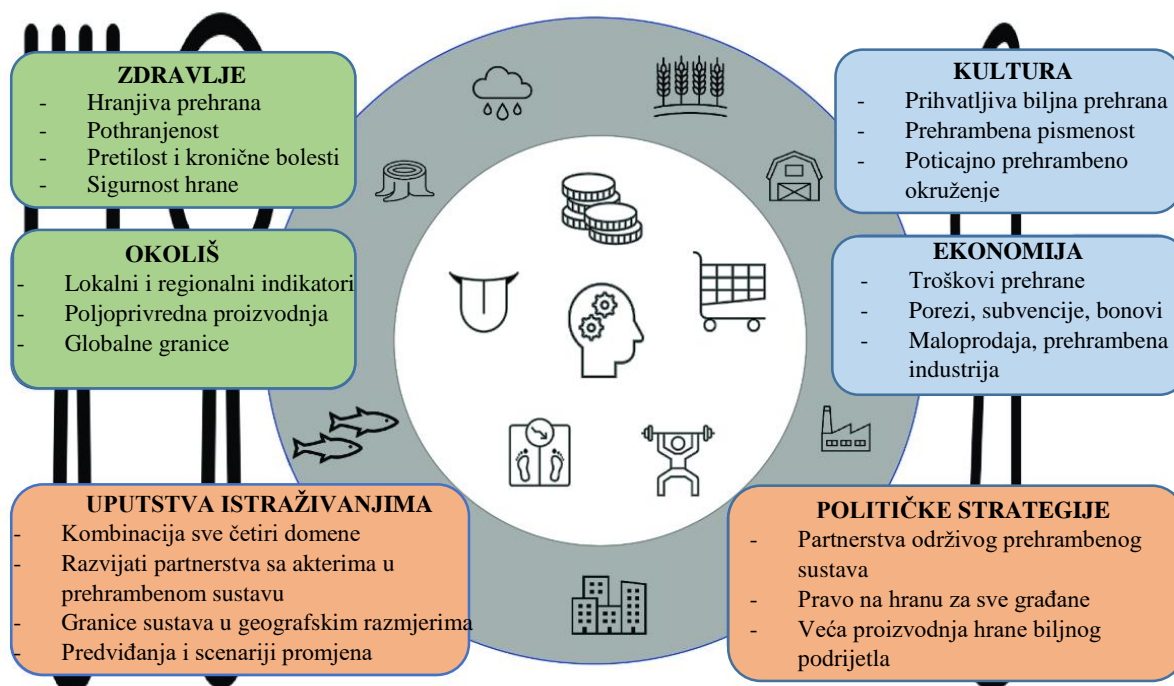 ZDRAVLJE
- Hranjiva prehrana
- Pothranjenost
- Pretilost i kronične bolesti
- Sigurnost hrane
OKOLIŠ
- Lokalni i regionalni indikatori
- Poljoprivredna proizvodnja
- Globalne granice
UPUTSTVA ISTRAŽIVANJIMA
- Kombinacija sve četiri domene
- Razvijati partnerstva sa akterima u
prehrambenom sustavu
- Granice sustava u geografskim razmjerima
- Predviđanja i scenariji promjena
KULTURA
- Prihvatljiva biljna prehrana
- Prehrambena pismenost
- Poticajno prehrambeno
okruženje
EKONOMIJA
- Troškovi prehrane
- Porezi, subvencije, bonovi
- Maloprodaja, prehrambena
industrija
POLITIČKE STRATEGIJE
- Partnerstva održivog prehrambenog
sustava
- Pravo na hranu za sve građane
- Veća proizvodnja hrane biljnog
podrijetla